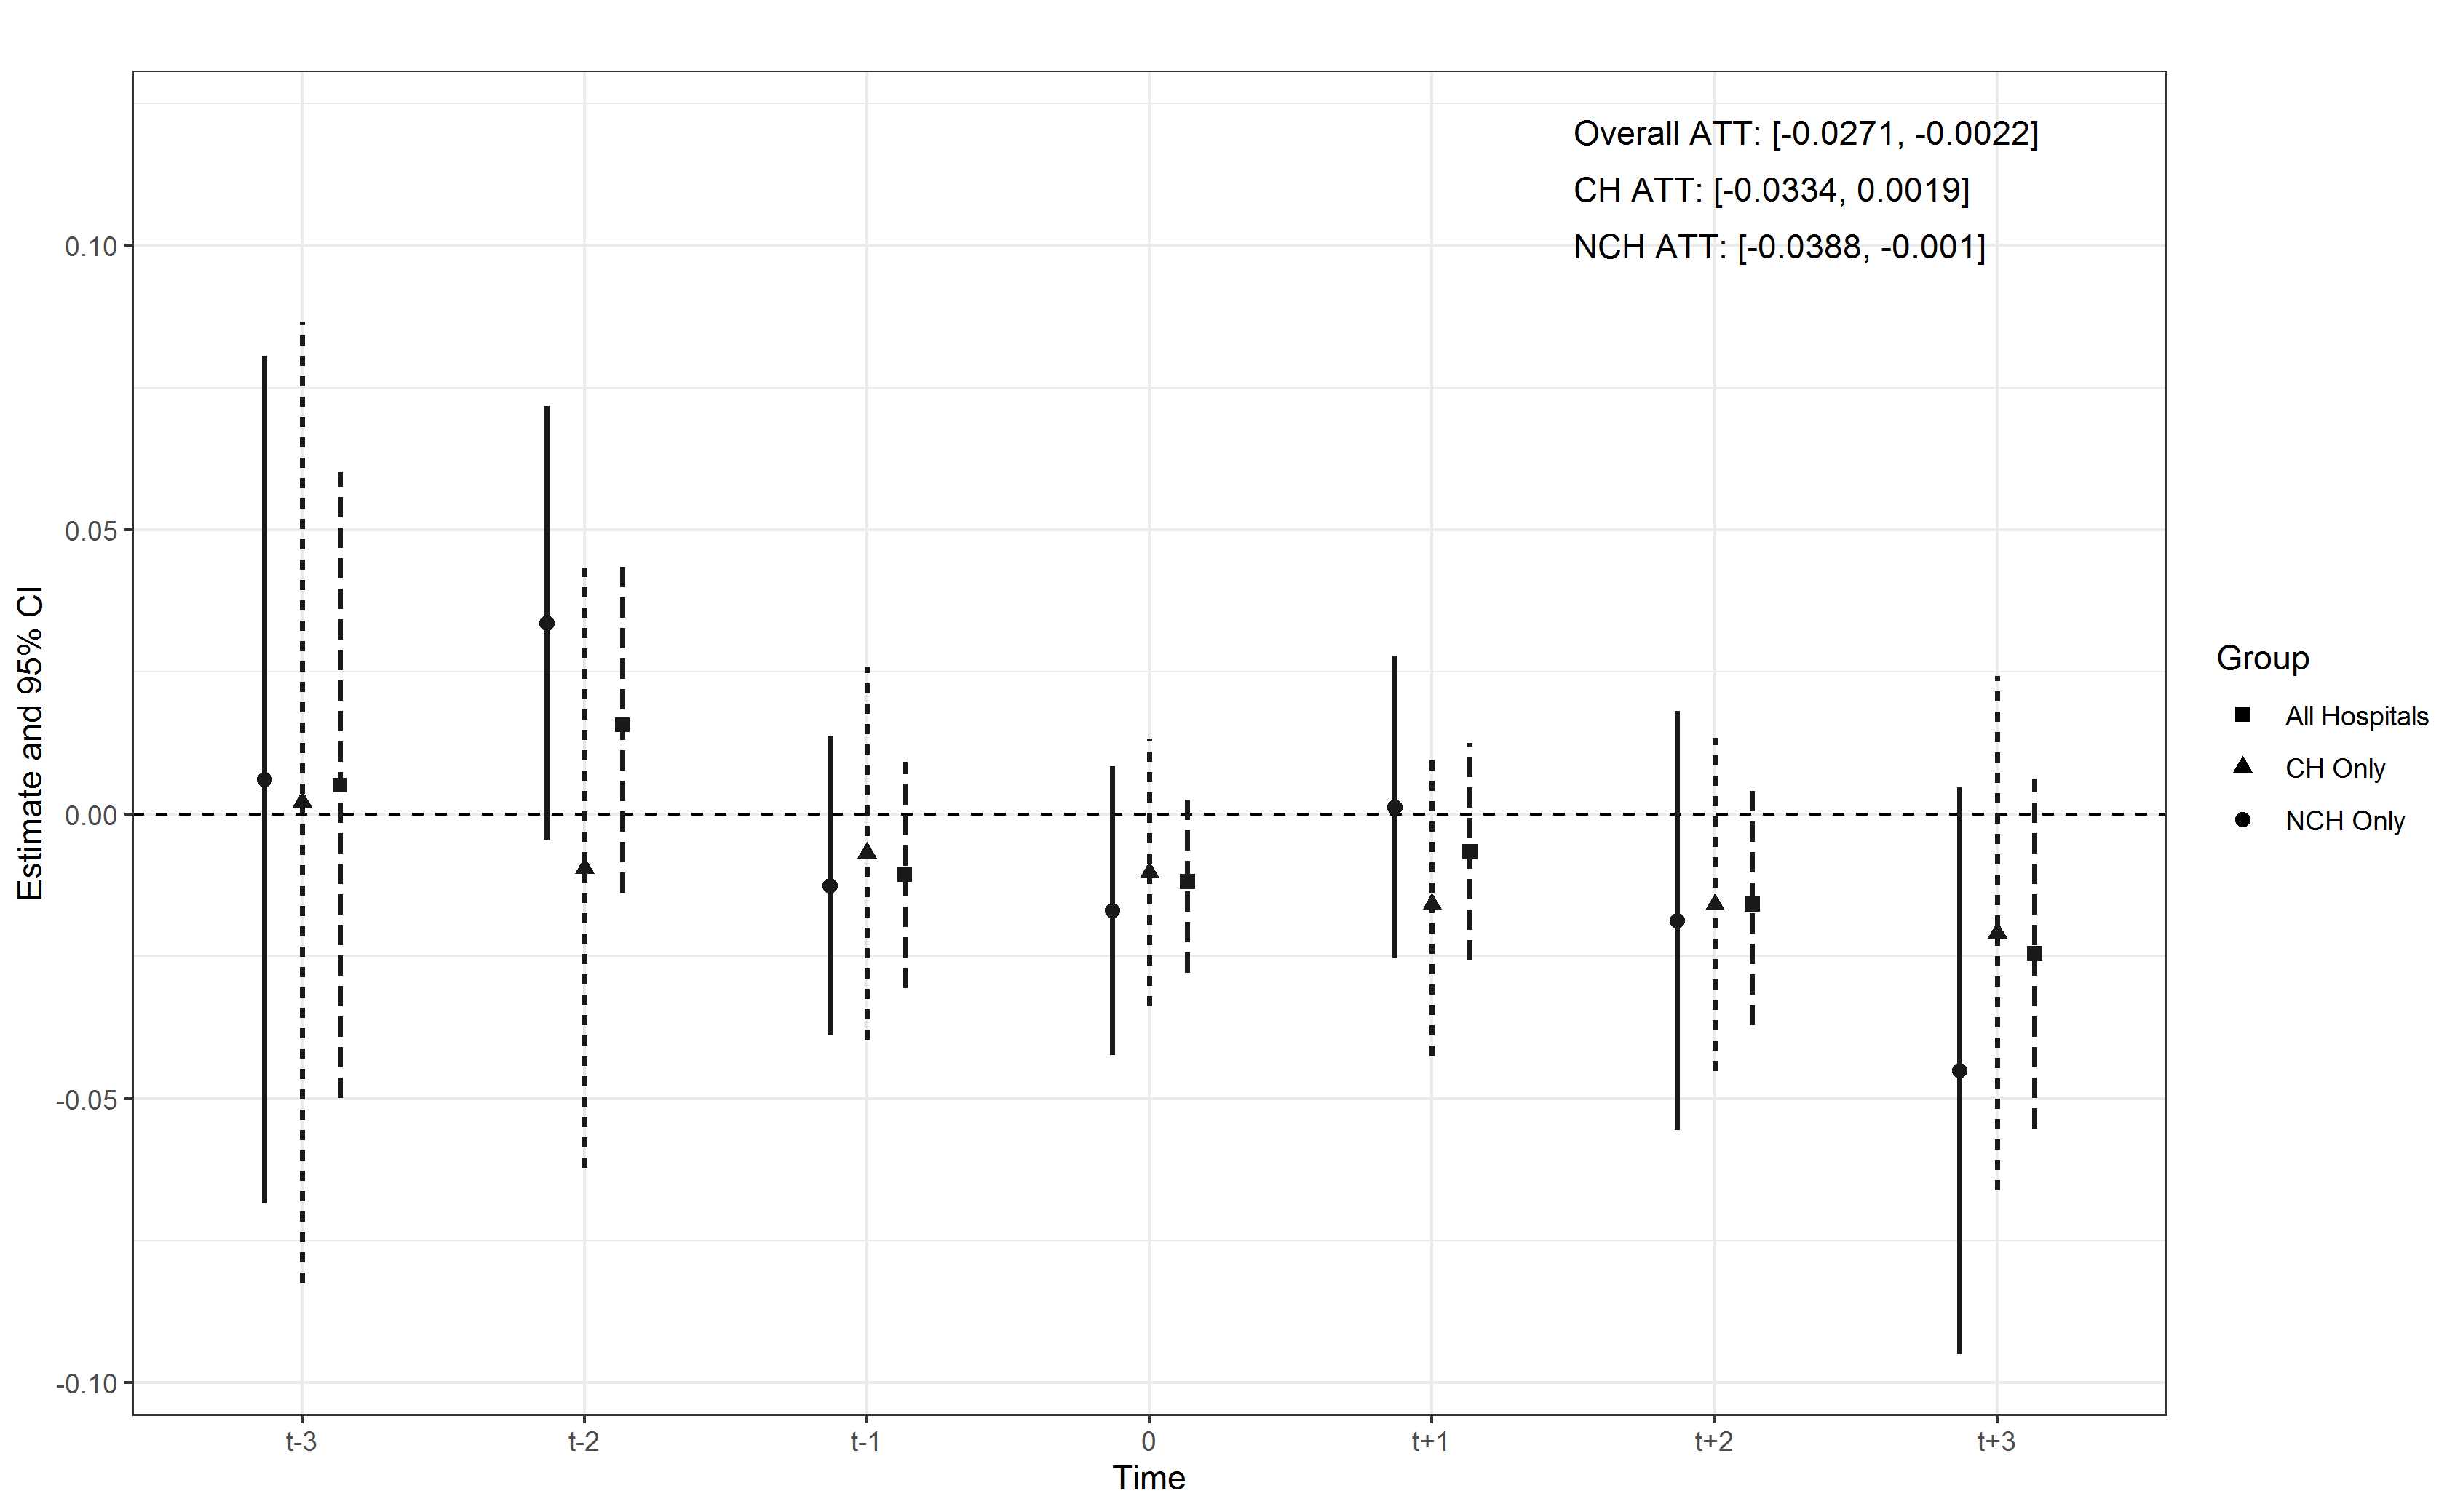 Overall ATT: [-0.0271, -0.0022]
CH ATT: [-0.0334, 0.0019]
NCH ATT: [-0.0388, -0.001]
0.10
0.05
0.00
-0.05
-0.10
Estimate and 95% CI
t-3
t-2
t-1
0
t+1
t+2
t+3
Time
Group
All Hospitals
CH Only
NCH Only